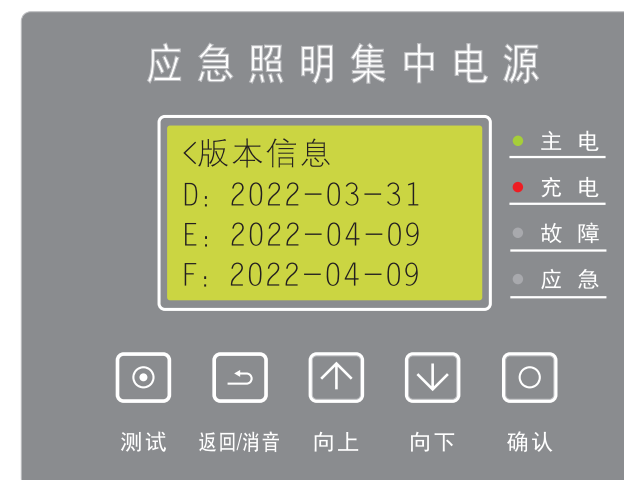 应急照明集中电源
<版本信息
D: 2022-03-31
E: 2022-04-09
F: 2022-04-09
主电
充电
故障
应急
测试 返回/消音 向上 向下 确认